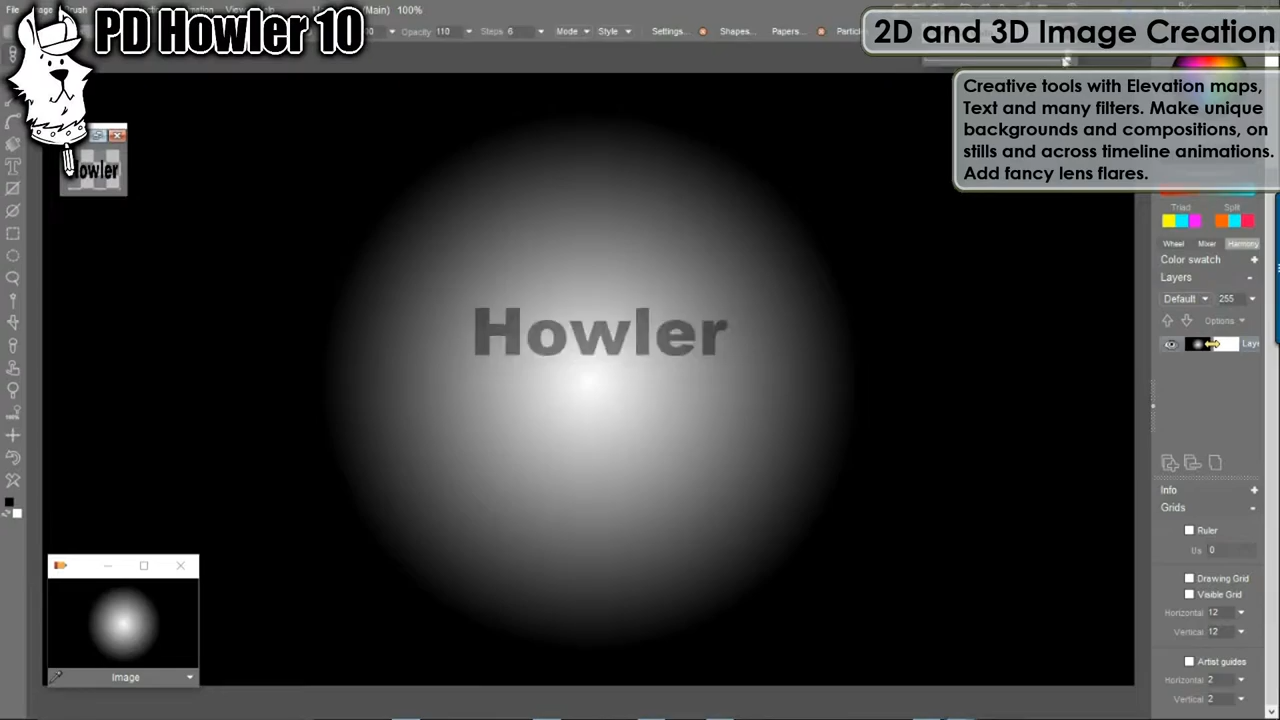 PD Howler 10
2D and 3D Image Creation
Creative tools with Elevation maps,
Text and many filters. Make unique
backgrounds and compositions, on
stills and across timeline animations.
Add fancy lens flares.
File
(Main) 100%
Opacity 110 Steps 6 Mode Style Settings... Shapes... Papers...
Howler
Howler
Triad Split
Wheel Mixer Harmony
Color swatch +
Layers -
Default 255
Options
Info +
Grids -
Ruler
0
Drawing Grid
Visible Grid
Horizontal 12
Vertical 12
Artist guides
Horizontal 2
Vertical 2
Image